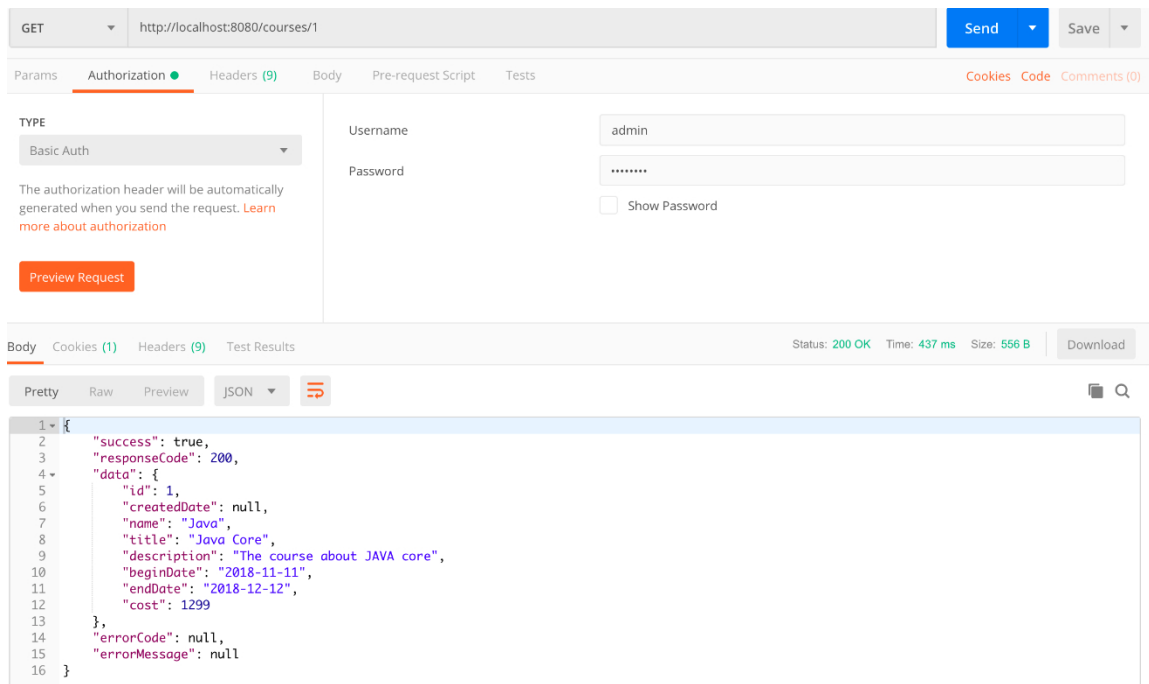 GET http://localhost:8080/courses/1 Send Save
Params Authorization Headers (9) Body Pre-request Script Tests Cookies Code Comments (0)
TYPE
Basic Auth
The authorization header will be automatically
generated when you send the request. Learn
more about authorization
Preview Request
Username admin
Password ••••••••
Show Password
Body Cookies (1) Headers (9) Test Results Status: 200 OK Time: 437 ms Size: 556 B Download
Pretty Raw Preview JSON
1 {
2 "success": true,
3 "responseCode": 200,
4 "data": {
5 "id": 1,
6 "createdDate": null,
7 "name": "Java",
8 "title": "Java Core",
9 "description": "The course about JAVA core",
10 "beginDate": "2018-11-11",
11 "endDate": "2018-12-12",
12 "cost": 1299
13 },
14 "errorCode": null,
15 "errorMessage": null
16 }